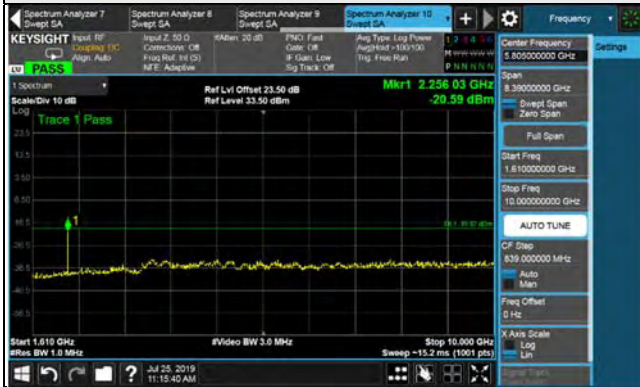 Spectrum Analyzer 7
Swept SA
Spectrum Analyzer 8
Swept SA
Spectrum Analyzer 9
Swept SA
Spectrum Analyzer 10
Swept SA
Frequency
KEYSIGHT
Input: RF
Coupling: DC
Align: Auto
Input Z: 50 Ω
Corrections: Off
Freq Ref: Int (S)
NFE: Adaptive
#Atten: 20 dB
PNO: Fast
Gate: Off
IF Gain: Low
Sig Track: Off
Avg Type: Log Power
Avg|Hold >100/100
Trig: Free Run
PNNNNN
LU PASS
1 Spectrum
Scale/Div 10 dB
Log
Ref Lvl Offset 23.50 dB
Ref Level 33.50 dBm
Mkr1 2.256 03 GHz
-20.59 dBm
Trace 1 Pass
23.5
13.5
3.50
-6.50
-16.5
-26.5
-36.5
-46.5
-56.5
1
Start 1.610 GHz
#Res BW 1.0 MHz
#Video BW 3.0 MHz
Stop 10.000 GHz
Sweep ~15.2 ms (1001 pts)
Jul 25, 2019
11:15:40 AM
Center Frequency
5.805000000 GHz
Settings
Span
8.39000000 GHz
Swept Span
Zero Span
Full Span
Start Freq
1.610000000 GHz
Stop Freq
10.000000000 GHz
AUTO TUNE
CF Step
839.000000 MHz
Auto
Man
Freq Offset
0 Hz
X Axis Scale
Log
Lin